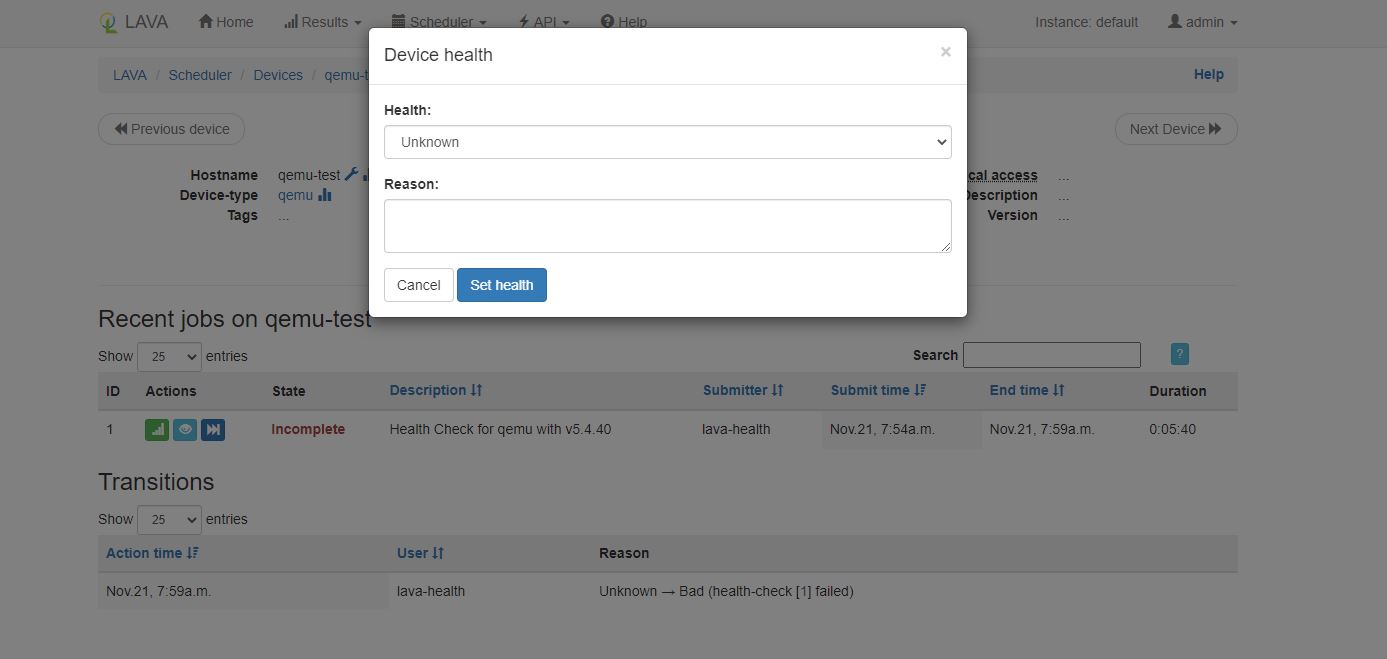 LAVA Home Results Scheduler API Help Instance: default admin
Device health ×
LAVA / Scheduler / Devices / qemu-t Help
Health:
Previous device Unknown Next Device
Hostname qemu-test cal access ...
Reason:
Device-type qemu Description ...
Tags ... Version ...
Cancel Set health
Recent jobs on qemu-test
Show 25 entries Search ?
ID Actions State Description Submitter Submit time End time Duration
1 Incomplete Health Check for qemu with v5.4.40 lava-health Nov.21, 7:54a.m. Nov.21, 7:59a.m. 0:05:40
Transitions
Show 25 entries
Action time User Reason
Nov.21, 7:59a.m. lava-health Unknown → Bad (health-check [1] failed)